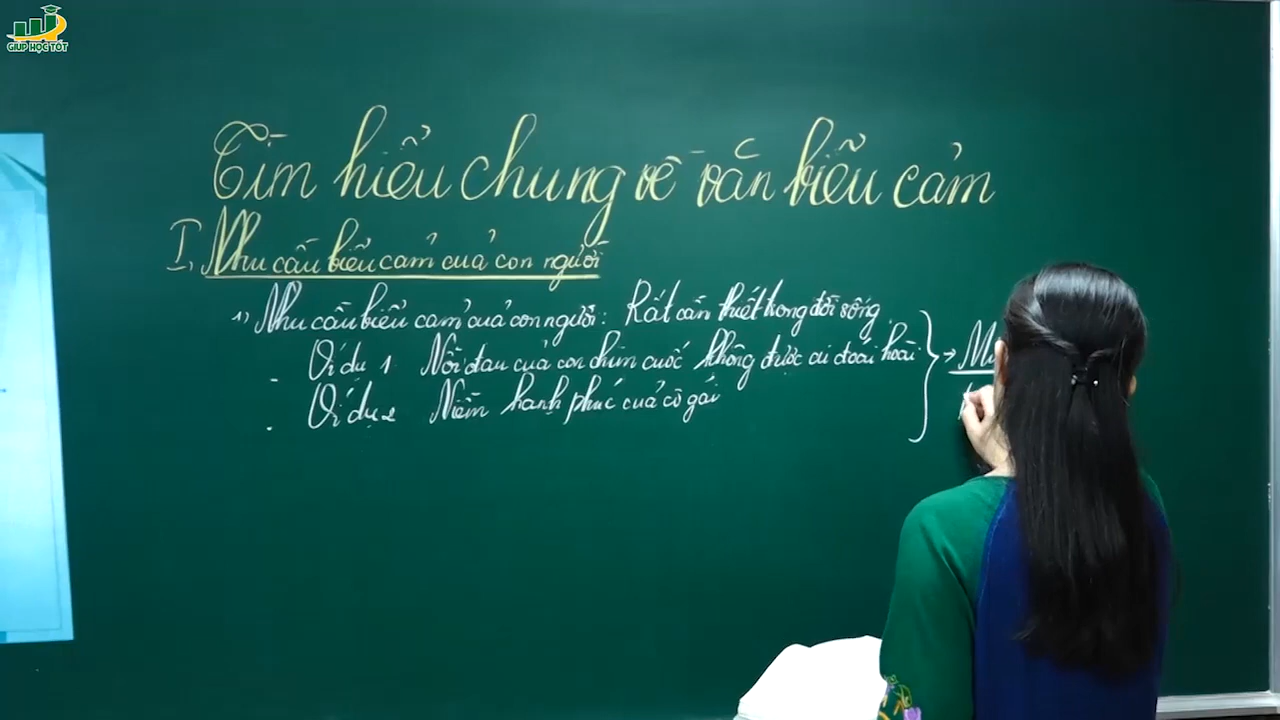 GIÚP HỌC TỐT
Tìm hiểu chung về văn biểu cảm
I, Nhu cầu biểu cảm của con người
1) Nhu cầu biểu cảm của con người: Rất cần thiết trong đời sống
- Ví dụ 1 Nỗi đau của con chim cuốc không được ai đoái hoài
- Ví dụ 2 Niềm hạnh phúc của cô gái